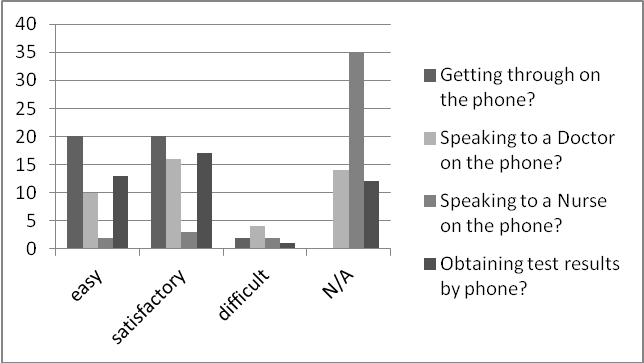 40
35
30
25
20
15
10
5
0
easy
satisfactory
difficult
N/A
Getting through on
the phone?
Speaking to a Doctor
on the phone?
Speaking to a Nurse
on the phone?
Obtaining test results
by phone?